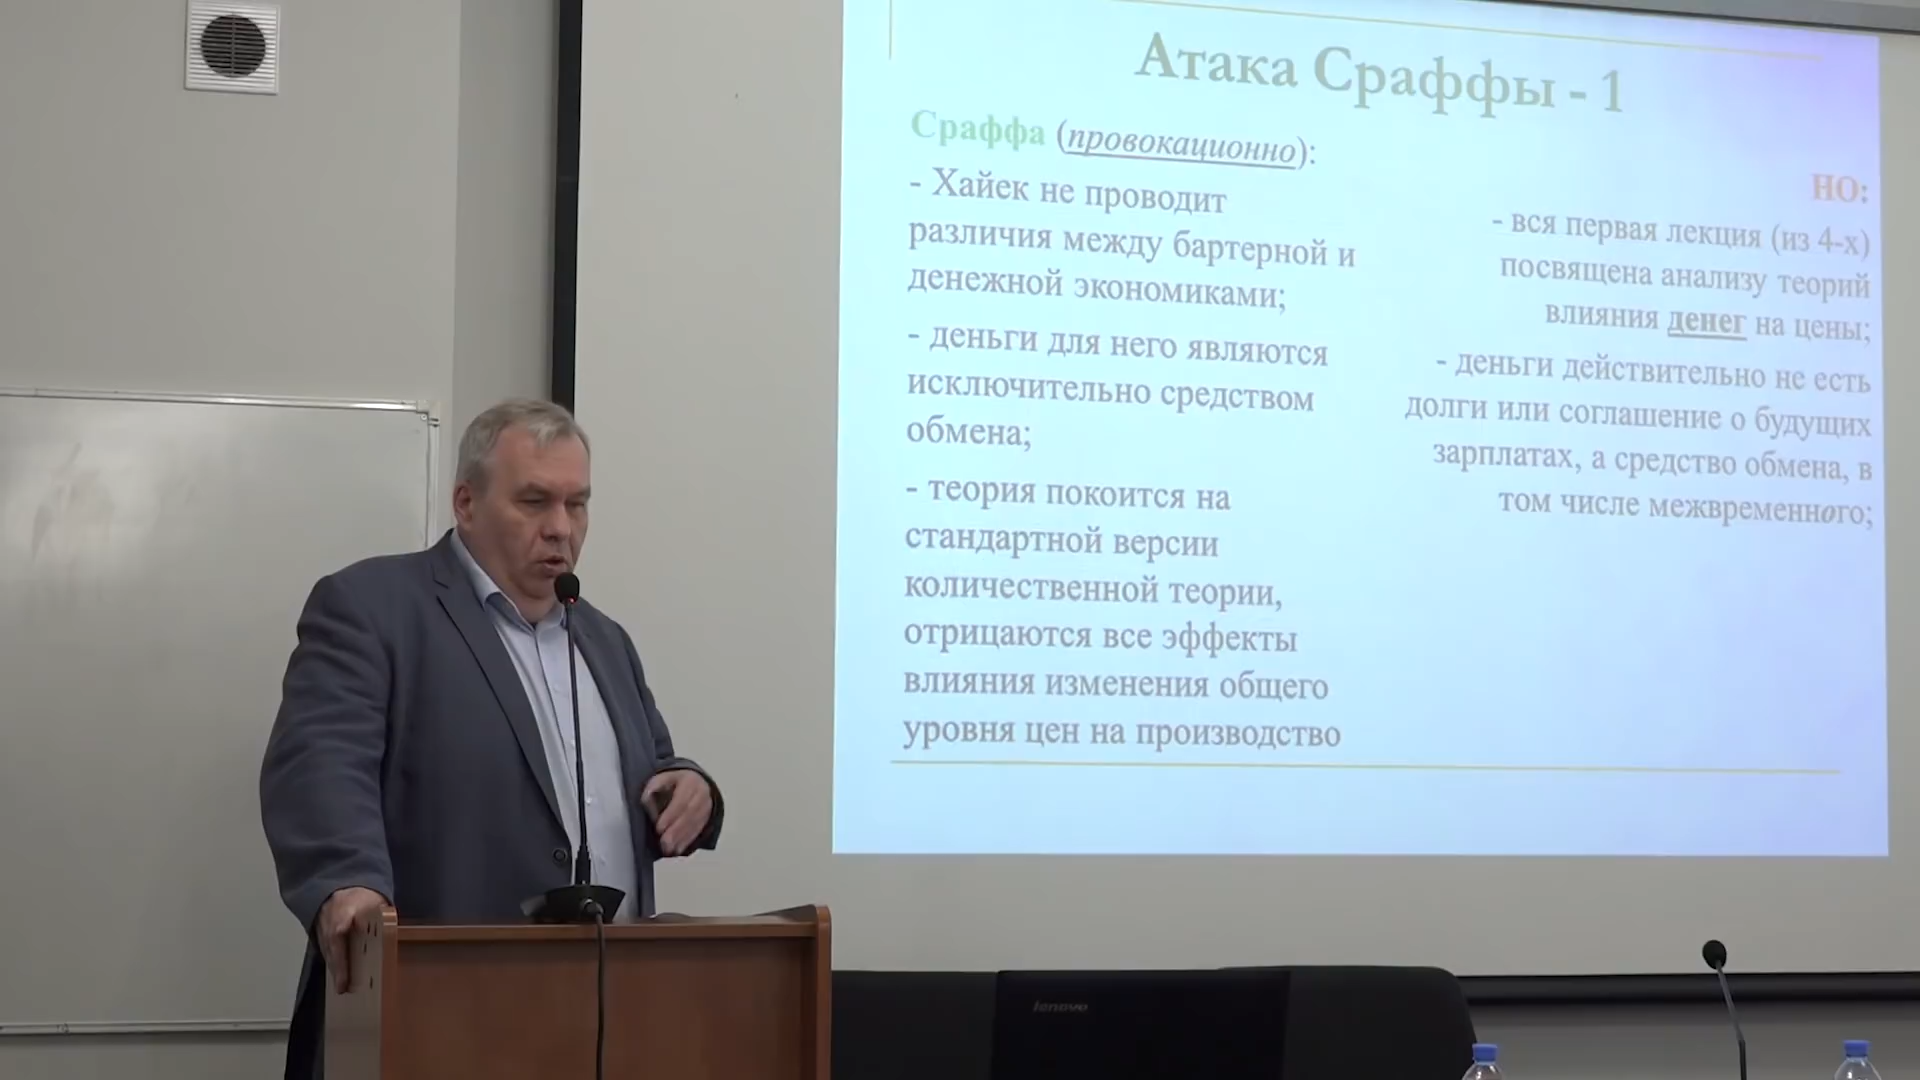 Атака Сраффы - 1
Сраффа (провокационно):
- Хайек не проводит
различия между бартерной и
денежной экономиками;
- деньги для него являются
исключительно средством
обмена;
- теория покоится на
стандартной версии
количественной теории,
отрицаются все эффекты
влияния изменения общего
уровня цен на производство
НО:
- вся первая лекция (из 4-х)
посвящена анализу теорий
влияния денег на цены;
- деньги действительно не есть
долги или соглашение о будущих
зарплатах, а средство обмена, в
том числе межвременного;
lenovo